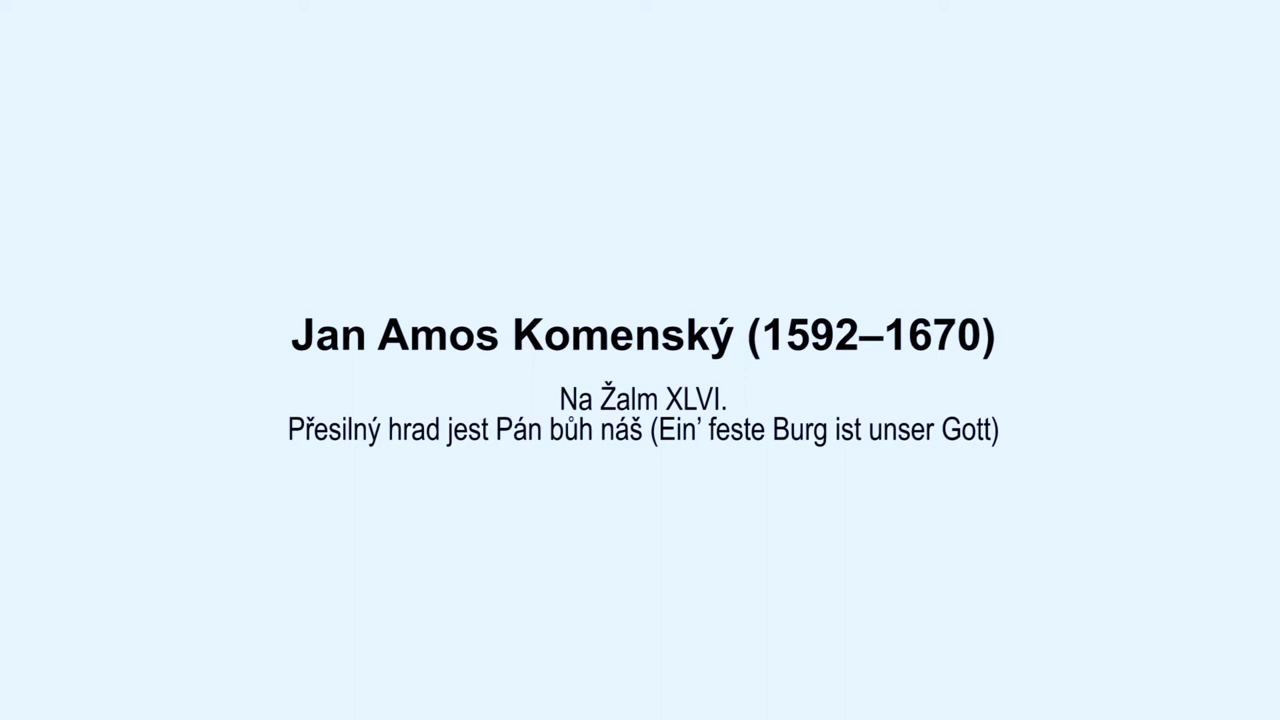 Jan Amos Komenský (1592–1670)
Na Žalm XLVI.
Přesilný hrad jest Pán bůh náš (Ein’ feste Burg ist unser Gott)